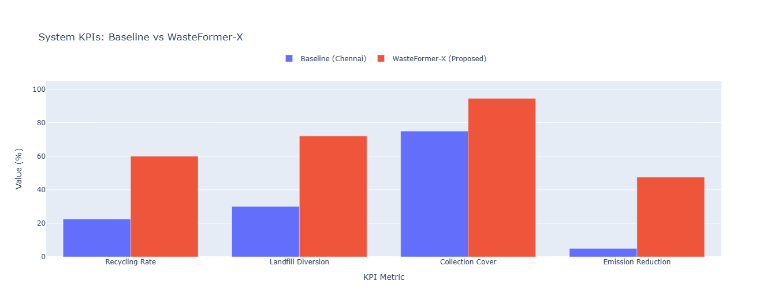 System KPIs: Baseline vs WasteFormer-X
Baseline (Chennai) WasteFormer-X (Proposed)
100
80
60
40
20
0
Value (%)
Recycling Rate Landfill Diversion Collection Cover Emission Reduction
KPI Metric